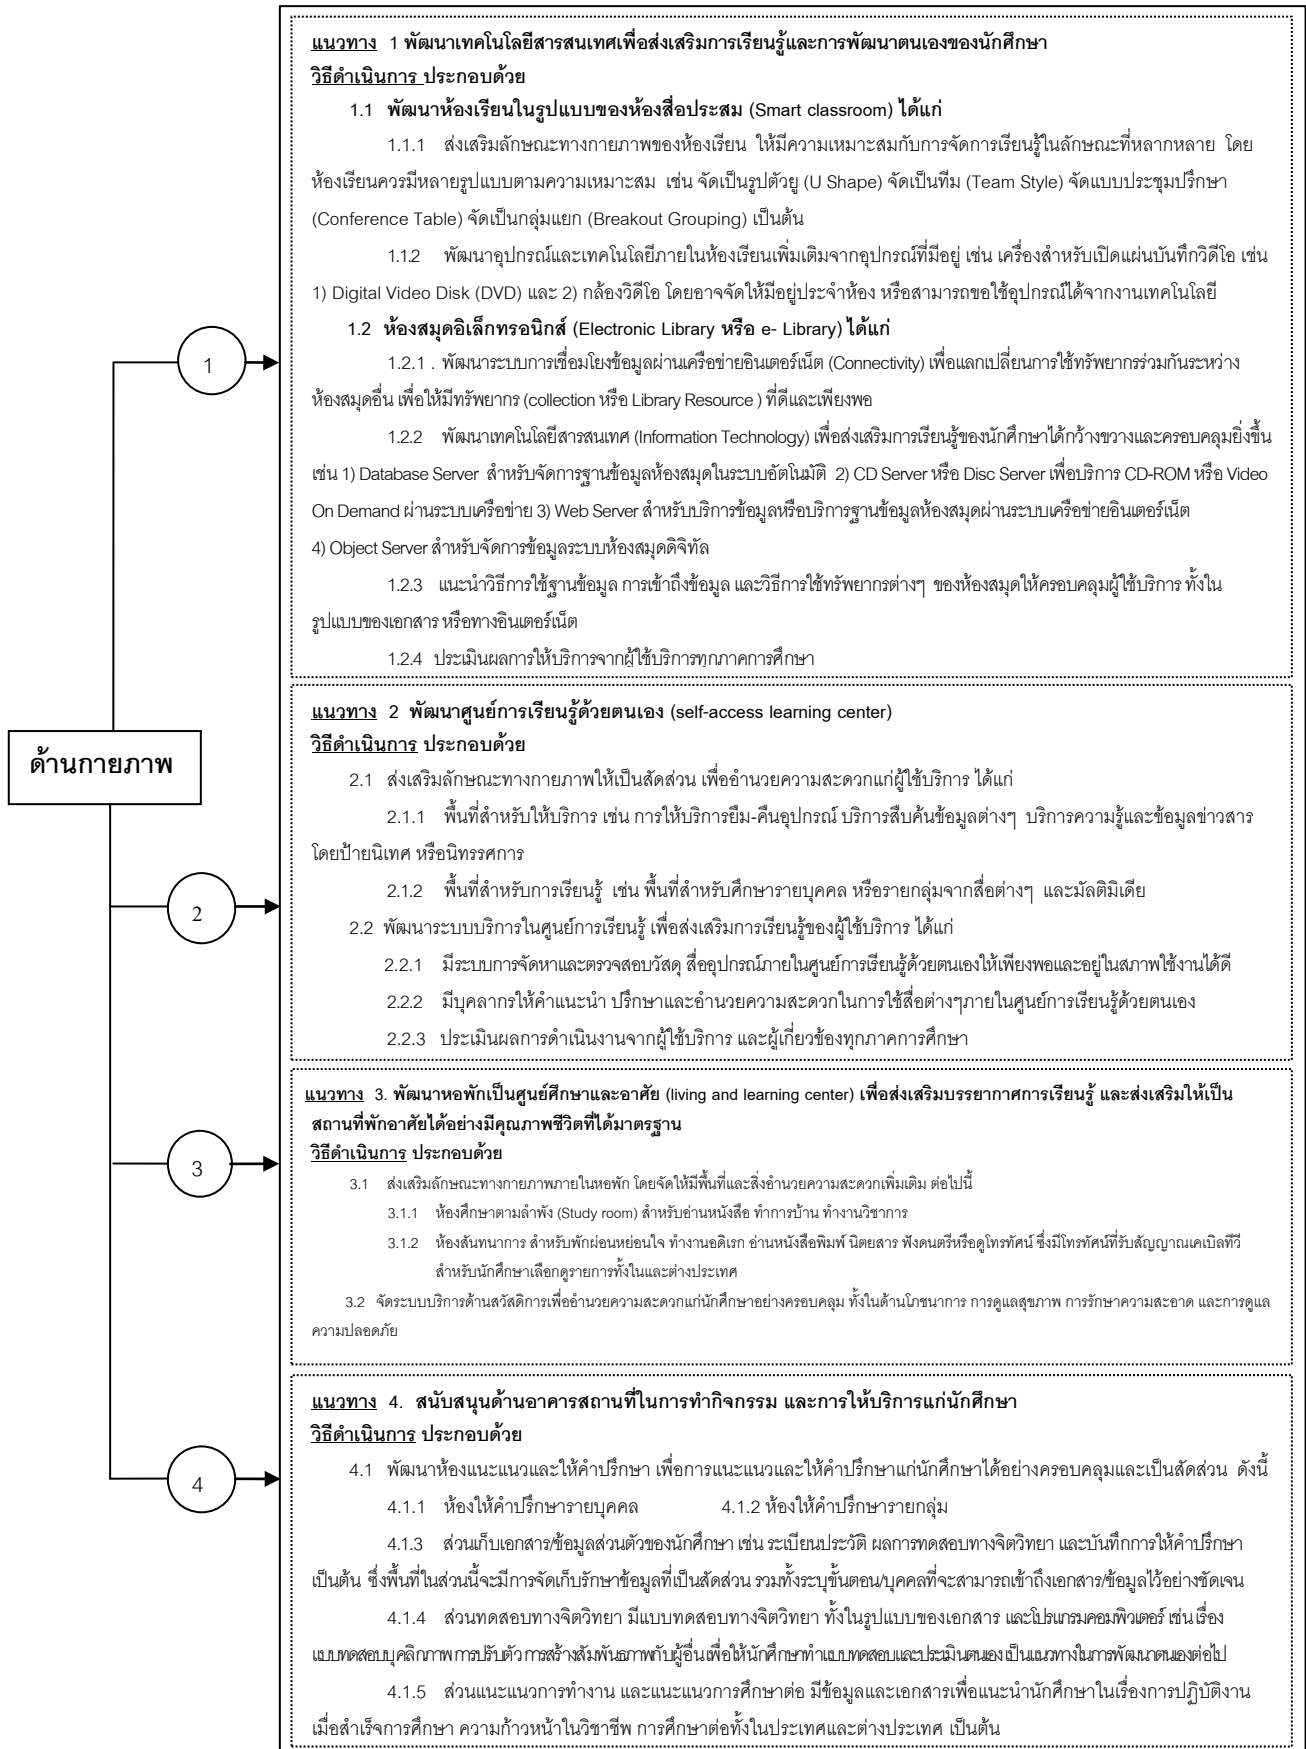 แนวทาง 1 พัฒนาเทคโนโลยีสารสนเทศเพื่อส่งเสริมการเรียนรู้และการพัฒนาตนเองของนักศึกษา
วิธีดำเนินการ ประกอบด้วย
1.1 พัฒนาห้องเรียนในรูปแบบของห้องสื่อประสม (Smart classroom) ได้แก่
1.1.1 ส่งเสริมลักษณะทางกายภาพของห้องเรียน ให้มีความเหมาะสมกับการจัดการเรียนรู้ในลักษณะที่หลากหลาย โดย
ห้องเรียนควรมีหลายรูปแบบตามความเหมาะสม เช่น จัดเป็นรูปตัวยู (U Shape) จัดเป็นทีม (Team Style) จัดแบบประชุมปรึกษา
(Conference Table) จัดเป็นกลุ่มแยก (Breakout Grouping) เป็นต้น
1.1.2 พัฒนาอุปกรณ์และเทคโนโลยีภายในห้องเรียนเพิ่มเติมจากอุปกรณ์ที่มีอยู่ เช่น เครื่องสำหรับเปิดแผ่นบันทึกวิดีโอ เช่น
1) Digital Video Disk (DVD) และ 2) กล้องวิดีโอ โดยอาจจัดให้มีอยู่ประจำห้อง หรือสามารถขอใช้อุปกรณ์ได้จากงานเทคโนโลยี
1.2 ห้องสมุดอิเล็กทรอนิกส์ (Electronic Library หรือ e- Library) ได้แก่
1.2.1 . พัฒนาระบบการเชื่อมโยงข้อมูลผ่านเครือข่ายอินเตอร์เน็ต (Connectivity) เพื่อแลกเปลี่ยนการใช้ทรัพยากรร่วมกันระหว่าง
ห้องสมุดอื่น เพื่อให้มีทรัพยากร (collection หรือ Library Resource ) ที่ดีและเพียงพอ
1.2.2 พัฒนาเทคโนโลยีสารสนเทศ (Information Technology) เพื่อส่งเสริมการเรียนรู้ของนักศึกษาได้กว้างขวางและครอบคลุมยิ่งขึ้น
เช่น 1) Database Server สำหรับจัดการฐานข้อมูลห้องสมุดในระบบอัตโนมัติ 2) CD Server หรือ Disc Server เพื่อบริการ CD-ROM หรือ Video
On Demand ผ่านระบบเครือข่าย 3) Web Server สำหรับบริการข้อมูลหรือบริการฐานข้อมูลห้องสมุดผ่านระบบเครือข่ายอินเตอร์เน็ต
4) Object Server สำหรับจัดการข้อมูลระบบห้องสมุดดิจิทัล
1.2.3 แนะนำวิธีการใช้ฐานข้อมูล การเข้าถึงข้อมูล และวิธีการใช้ทรัพยากรต่างๆ ของห้องสมุดให้ครอบคลุมผู้ใช้บริการ ทั้งใน
รูปแบบของเอกสาร หรือทางอินเตอร์เน็ต
1.2.4 ประเมินผลการให้บริการจากผู้ใช้บริการทุกภาคการศึกษา
1
แนวทาง 2 พัฒนาศูนย์การเรียนรู้ด้วยตนเอง (self-access learning center)
วิธีดำเนินการ ประกอบด้วย
ด้านกายภาพ
2.1 ส่งเสริมลักษณะทางกายภาพให้เป็นสัดส่วน เพื่ออำนวยความสะดวกแก่ผู้ใช้บริการ ได้แก่
2.1.1 พื้นที่สำหรับให้บริการ เช่น การให้บริการยืม-คืนอุปกรณ์ บริการสืบค้นข้อมูลต่างๆ บริการความรู้และข้อมูลข่าวสาร
โดยป้ายนิเทศ หรือนิทรรศการ
2.1.2 พื้นที่สำหรับการเรียนรู้ เช่น พื้นที่สำหรับศึกษารายบุคคล หรือรายกลุ่มจากสื่อต่างๆ และมัลติมิเดีย
2
2.2 พัฒนาระบบบริการในศูนย์การเรียนรู้ เพื่อส่งเสริมการเรียนรู้ของผู้ใช้บริการ ได้แก่
2.2.1 มีระบบการจัดหาและตรวจสอบวัสดุ สื่ออุปกรณ์ภายในศูนย์การเรียนรู้ด้วยตนเองให้เพียงพอและอยู่ในสภาพใช้งานได้ดี
2.2.2 มีบุคลากรให้คำแนะนำ ปรึกษาและอำนวยความสะดวกในการใช้สื่อต่างๆภายในศูนย์การเรียนรู้ด้วยตนเอง
2.2.3 ประเมินผลการดำเนินงานจากผู้ใช้บริการ และผู้เกี่ยวข้องทุกภาคการศึกษา
แนวทาง 3. พัฒนาหอพักเป็นศูนย์ศึกษาและอาศัย (living and learning center) เพื่อส่งเสริมบรรยากาศการเรียนรู้ และส่งเสริมให้เป็น
สถานที่พักอาศัยได้อย่างมีคุณภาพชีวิตที่ได้มาตรฐาน
วิธีดำเนินการ ประกอบด้วย
3
3.1 ส่งเสริมลักษณะทางกายภาพภายในหอพัก โดยจัดให้มีพื้นที่และสิ่งอำนวยความสะดวกเพิ่มเติม ต่อไปนี้
3.1.1 ห้องศึกษาตามลำพัง (Study room) สำหรับอ่านหนังสือ ทำการบ้าน ทำงานวิชาการ
3.1.2 ห้องสันทนาการ สำหรับพักผ่อนหย่อนใจ ทำงานอดิเรก อ่านหนังสือพิมพ์ นิตยสาร ฟังดนตรีหรือดูโทรทัศน์ ซึ่งมีโทรทัศน์ที่รับสัญญาณเคเบิลทีวี
สำหรับนักศึกษาเลือกดูรายการทั้งในและต่างประเทศ
3.2 จัดระบบบริการด้านสวัสดิการเพื่ออำนวยความสะดวกแก่นักศึกษาอย่างครอบคลุม ทั้งในด้านโภชนาการ การดูแลสุขภาพ การรักษาความสะอาด และการดูแล
ความปลอดภัย
แนวทาง 4. สนับสนุนด้านอาคารสถานที่ในการทำกิจกรรม และการให้บริการแก่นักศึกษา
วิธีดำเนินการ ประกอบด้วย
4.1 พัฒนาห้องแนะแนวและให้คำปรึกษา เพื่อการแนะแนวและให้คำปรึกษาแก่นักศึกษาได้อย่างครอบคลุมและเป็นสัดส่วน ดังนี้
4
4.1.1 ห้องให้คำปรึกษารายบุคคล 4.1.2 ห้องให้คำปรึกษารายกลุ่ม
4.1.3 ส่วนเก็บเอกสาร/ข้อมูลส่วนตัวของนักศึกษา เช่น ระเบียนประวัติ ผลการทดสอบทางจิตวิทยา และบันทึกการให้คำปรึกษา
เป็นต้น ซึ่งพื้นที่ในส่วนนี้จะมีการจัดเก็บรักษาข้อมูลที่เป็นสัดส่วน รวมทั้งระบุขั้นตอน/บุคคลที่จะสามารถเข้าถึงเอกสาร/ข้อมูลไว้อย่างชัดเจน
4.1.4 ส่วนทดสอบทางจิตวิทยา มีแบบทดสอบทางจิตวิทยา ทั้งในรูปแบบของเอกสาร และโปรแกรมคอมพิวเตอร์ เช่น เรื่อง
แบบทดสอบบุคลิกภาพ การปรับตัว การสร้างสัมพันธภาพกับผู้อื่น เพื่อให้นักศึกษาทำแบบทดสอบและประเมินตนเอง เป็นแนวทางในการพัฒนาตนเองต่อไป
4.1.5 ส่วนแนะแนวการทำงาน และแนะแนวการศึกษาต่อ มีข้อมูลและเอกสารเพื่อแนะนำนักศึกษาในเรื่องการปฏิบัติงาน
เมื่อสำเร็จการศึกษา ความก้าวหน้าในวิชาชีพ การศึกษาต่อทั้งในประเทศและต่างประเทศ เป็นต้น